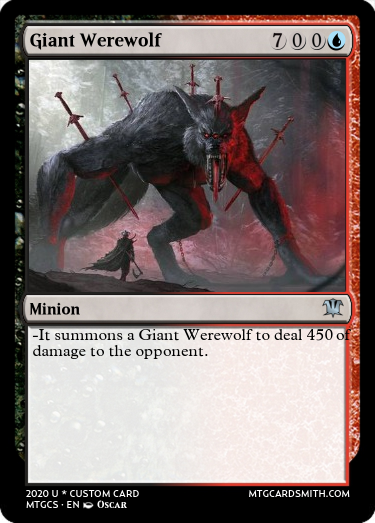 Giant Werewolf 7 0 0
Minion
-It summons a Giant Werewolf to deal 450 of
damage to the opponent.
2020 U * CUSTOM CARD
MTGCS · EN Oscar
MTGCARDSMITH.COM